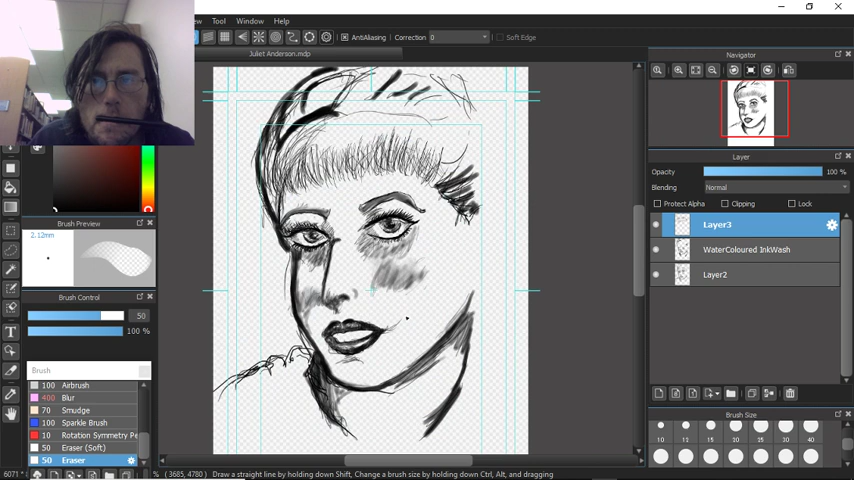 ew Tool Window Help
AntiAliasing Correction 0 Soft Edge
Juliet Anderson.mdp
Navigator
Layer
Opacity 100 %
Blending Normal
Protect Alpha Clipping Lock
Layer3
WaterColoured InkWash
Layer2
Brush Preview
2.12mm
Brush Control
50
100 %
Brush
100 Airbrush
400 Blur
70 Smudge
100 Sparkle Brush
10 Rotation Symmetry Pe
50 Eraser (Soft)
50 Eraser
Brush Size
10 12 15 20 25 30 40
6071 * % (3685, 4780) Draw a straight line by holding down Shift, Change a brush size by holding down Ctrl, Alt, and dragging